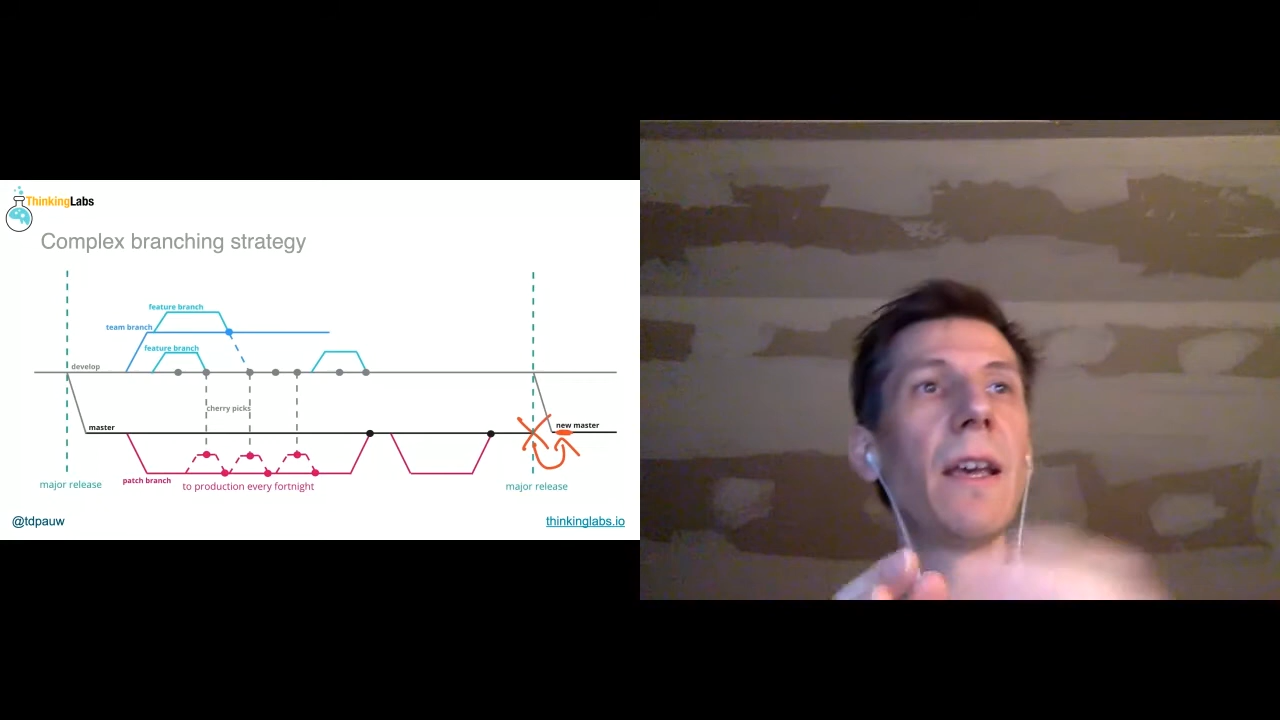 ThinkingLabs
Complex branching strategy
feature branch
team branch
feature branch
develop
cherry picks
master
new master
patch branch
to production every fortnight
major release
major release
@tdpauw
thinkinglabs.io